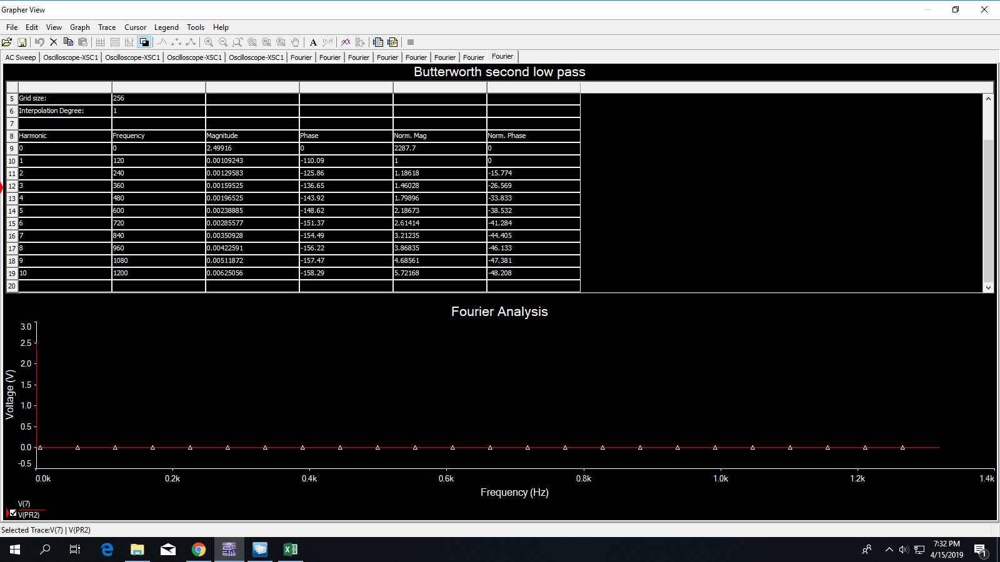 Grapher View
File Edit View Graph Trace Cursor Legend Tools Help
A
AC Sweep Oscilloscope-XSC1 Oscilloscope-XSC1 Oscilloscope-XSC1 Oscilloscope-XSC1 Fourier Fourier Fourier Fourier Fourier Fourier Fourier Fourier
Butterworth second low pass
5 Grid size: 256
6 Interpolation Degree: 1
7
8 Harmonic Frequency Magnitude Phase Norm. Mag Norm. Phase
9 0 0 2.49916 0 2287.7 0
10 1 120 0.00109243 -110.09 1 0
11 2 240 0.00129583 -125.86 1.18618 -15.774
12 3 360 0.00159525 -136.65 1.46028 -26.569
13 4 480 0.00196525 -143.92 1.79896 -33.833
14 5 600 0.00238885 -148.62 2.18673 -38.532
15 6 720 0.00285577 -151.37 2.61414 -41.284
16 7 840 0.00350928 -154.49 3.21235 -44.405
17 8 960 0.00422591 -156.22 3.86835 -46.133
18 9 1080 0.00511872 -157.47 4.68561 -47.381
19 10 1200 0.00625056 -158.29 5.72168 -48.208
20
Fourier Analysis
3.0
2.5
2.0
1.5
1.0
0.5
0.0
-0.5
Voltage (V)
0.0k 0.2k 0.4k 0.6k 0.8k 1.0k 1.2k 1.4k
Frequency (Hz)
V(7)
V(PR2)
Selected Trace:V(7) | V(PR2)
7:32 PM
4/15/2019
1